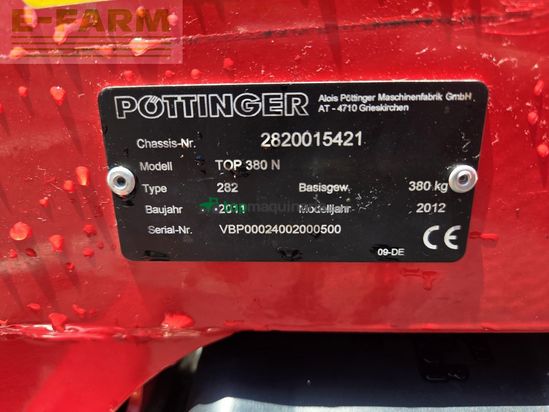 E-FARM
PÖTTINGER
Alois Pöttinger Maschinenfabrik GmbH
AT - 4710 Grieskirchen
Chassis-Nr. 2820015421
Modell TOP 380 N
Type 282 Basisgew. 380 kg
Baujahr 2011 Modelljahr 2012
Serial-Nr. VBP00024002000500
09-DE CE